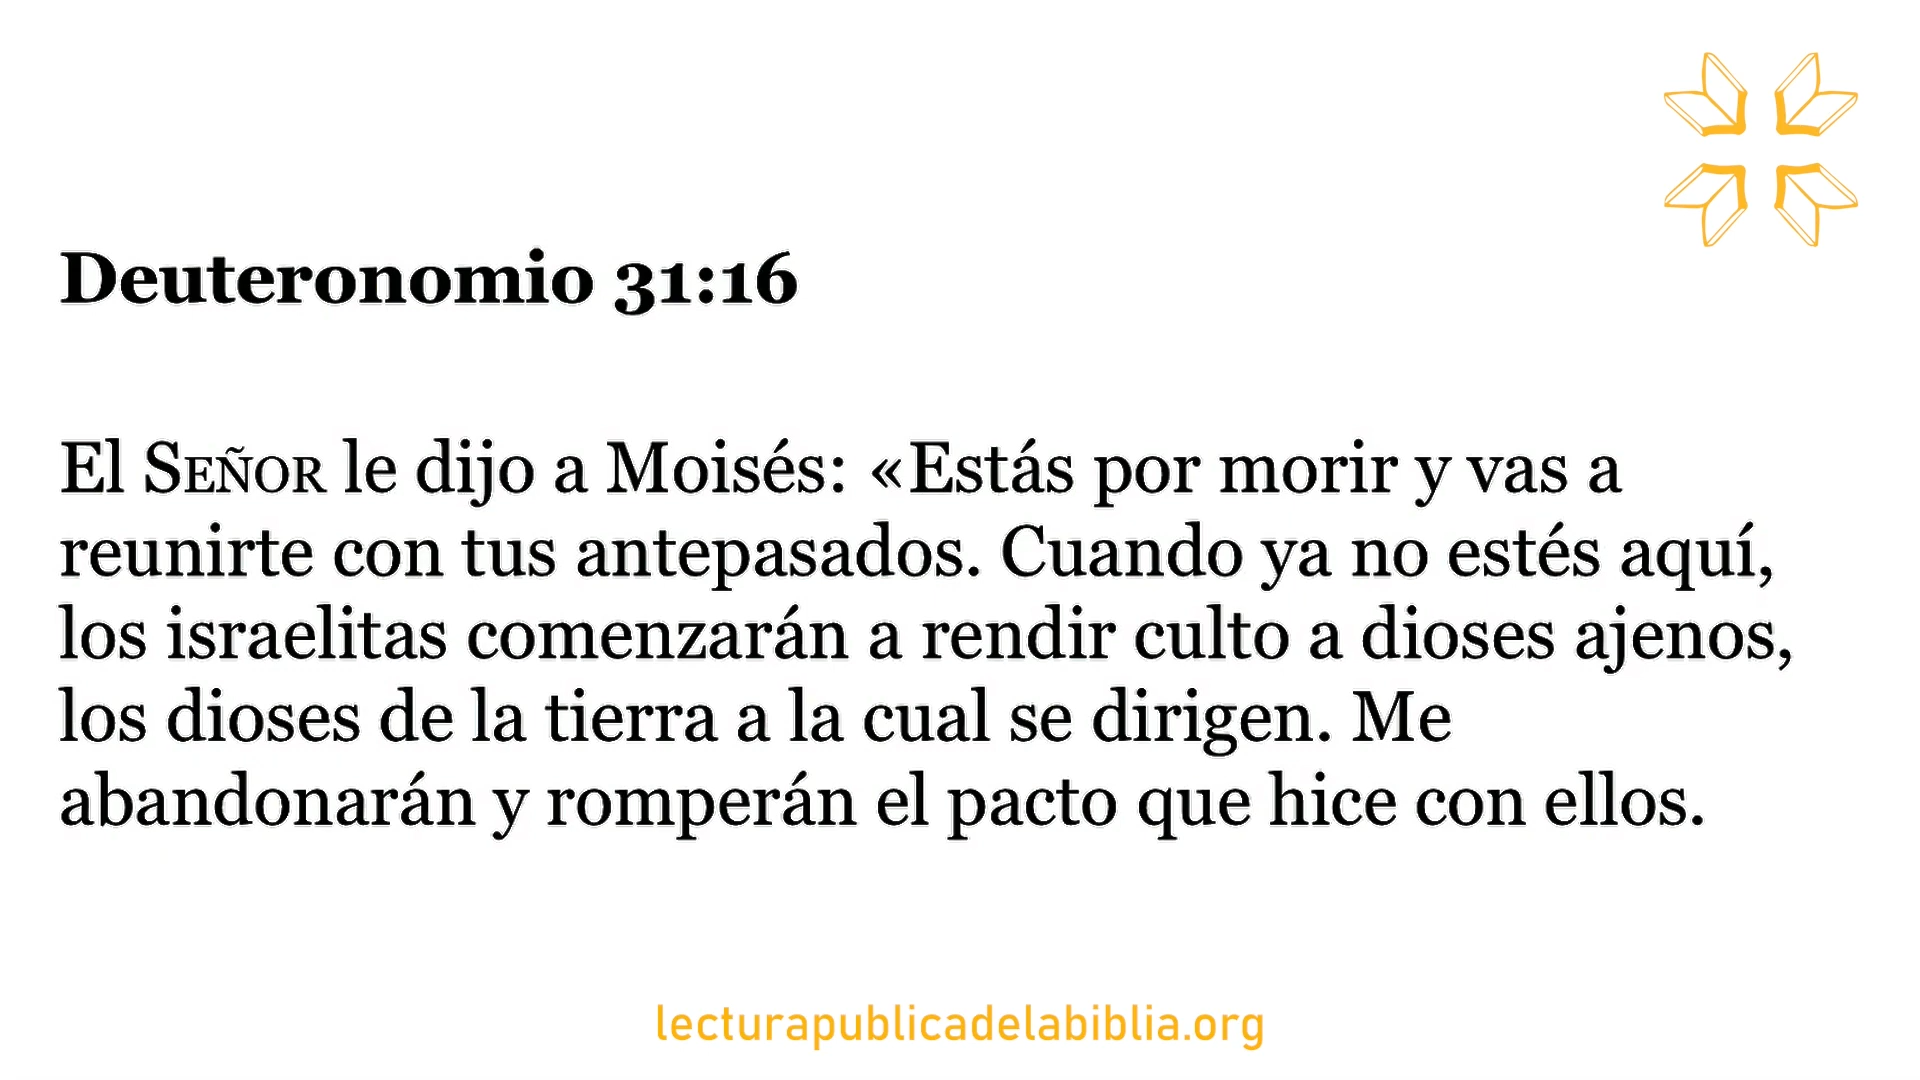 Deuteronomio 31:16
El SEÑOR le dijo a Moisés: «Estás por morir y vas a
reunirte con tus antepasados. Cuando ya no estés aquí,
los israelitas comenzarán a rendir culto a dioses ajenos,
los dioses de la tierra a la cual se dirigen. Me
abandonarán y romperán el pacto que hice con ellos.
lecturapublicadelabiblia.org